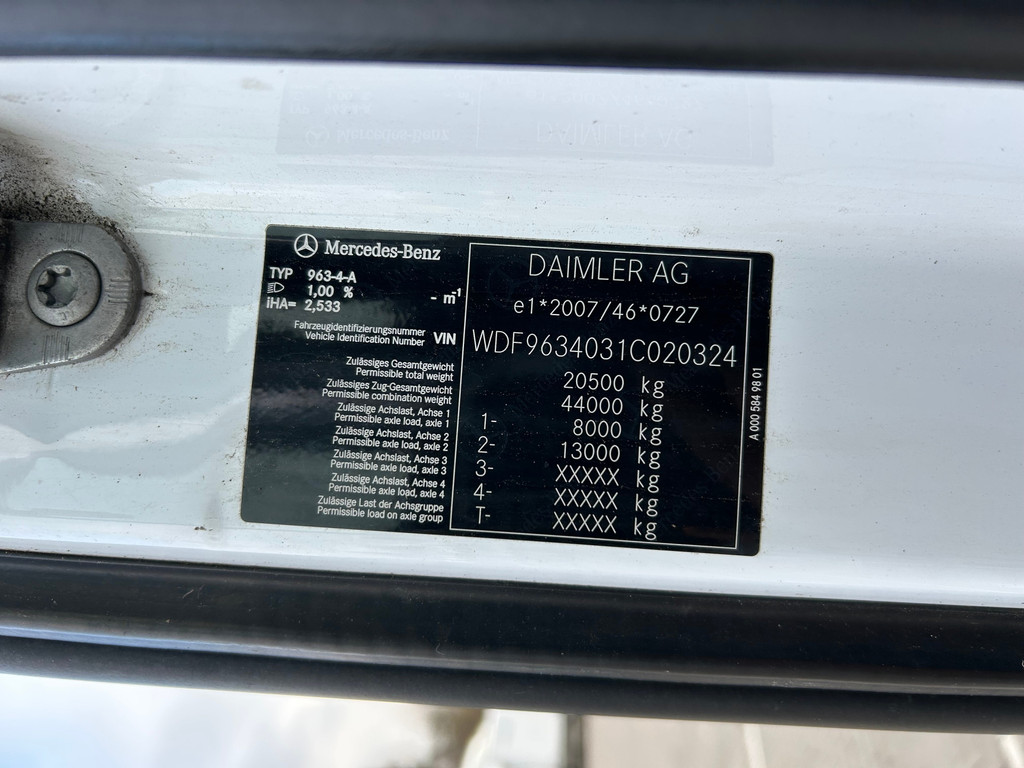 Mercedes-Benz
TYP 963-4-A
1,00 % - m-1
iHA= 2,533
DAIMLER AG
e1*2007/46*0727
Fahrzeugidentifizierungsnummer
Vehicle Identification Number VIN WDF9634031C020324
Zulässiges Gesamtgewicht
Permissible total weight 20500 kg
Zulässiges Zug-Gesamtgewicht
Permissible combination weight 44000 kg
Zulässige Achslast, Achse 1
Permissible axle load, axle 1 1- 8000 kg
Zulässige Achslast, Achse 2
Permissible axle load, axle 2 2- 13000 kg
Zulässige Achslast, Achse 3
Permissible axle load, axle 3 3- XXXXX kg
Zulässige Achslast, Achse 4
Permissible axle load, axle 4 4- XXXXX kg
Zulässige Last der Achsgruppe
Permissible load on axle group T- XXXXX kg
A 000 584 98 01